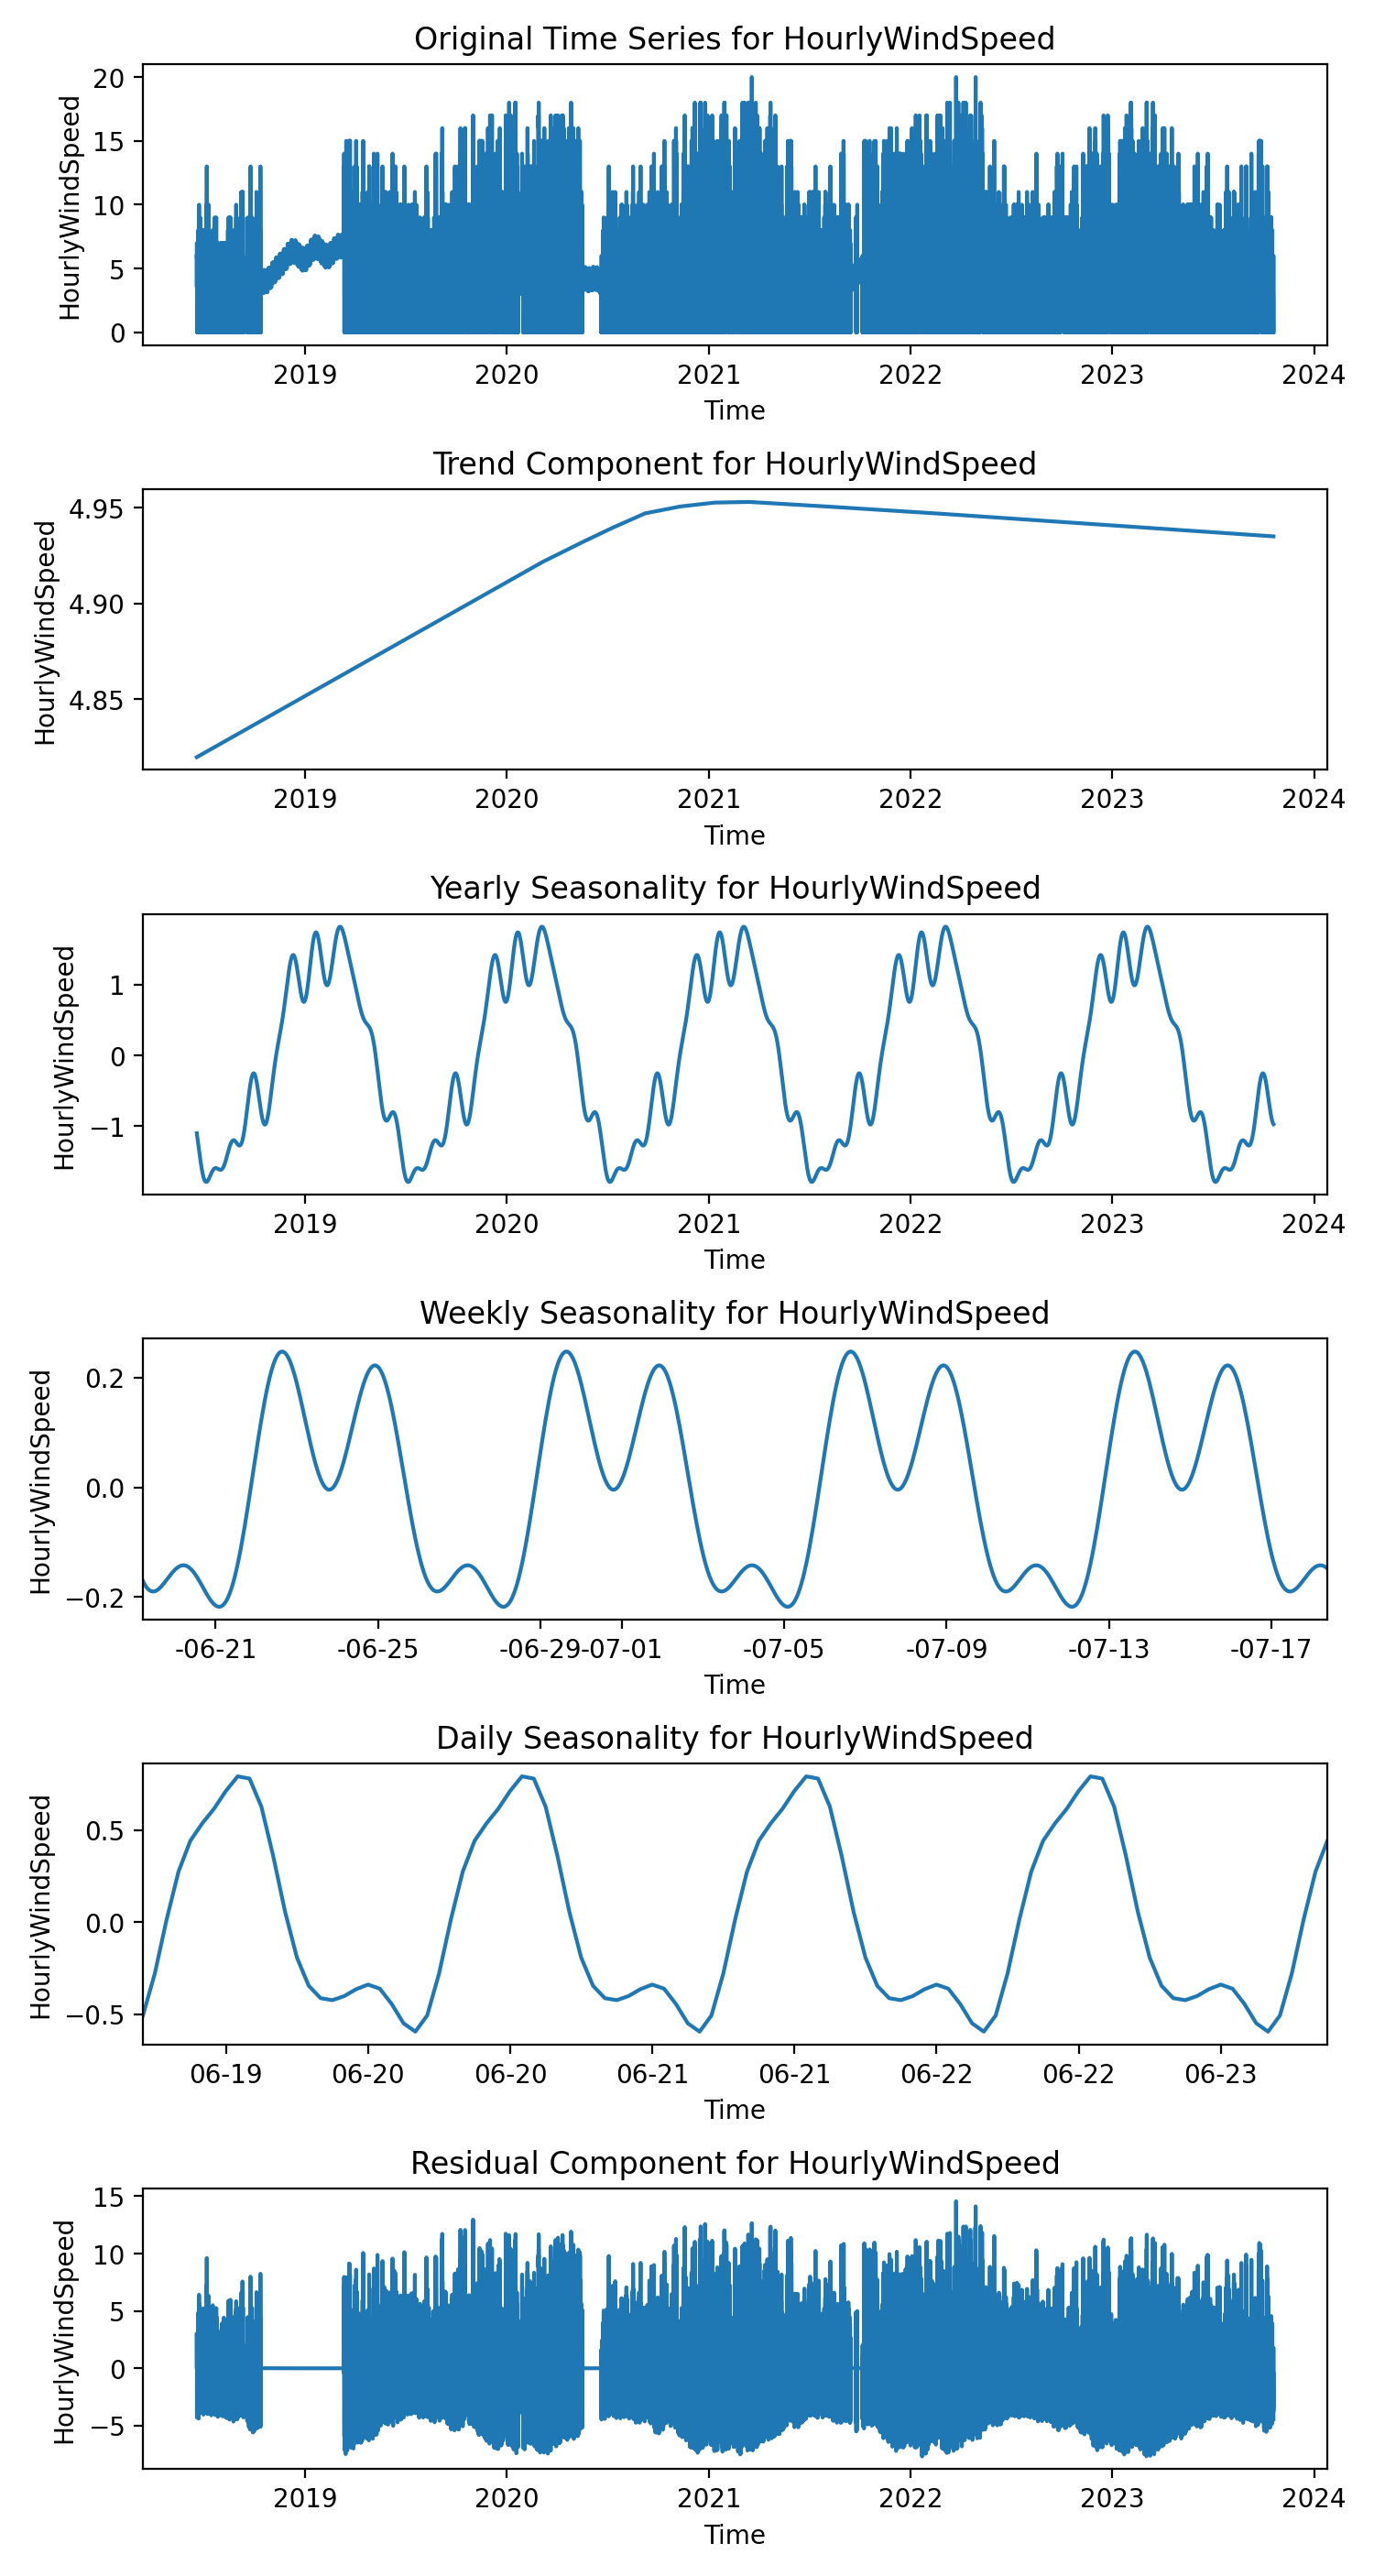 Original Time Series for HourlyWindSpeed
HourlyWindSpeed
20
15
10
5
0
2019 2020 2021 2022 2023 2024
Time
Trend Component for HourlyWindSpeed
HourlyWindSpeed
4.95
4.90
4.85
2019 2020 2021 2022 2023 2024
Time
Yearly Seasonality for HourlyWindSpeed
HourlyWindSpeed
1
0
−1
2019 2020 2021 2022 2023 2024
Time
Weekly Seasonality for HourlyWindSpeed
HourlyWindSpeed
0.2
0.0
−0.2
-06-21 -06-25 -06-29 -07-01 -07-05 -07-09 -07-13 -07-17
Time
Daily Seasonality for HourlyWindSpeed
HourlyWindSpeed
0.5
0.0
−0.5
06-19 06-20 06-20 06-21 06-21 06-22 06-22 06-23
Time
Residual Component for HourlyWindSpeed
HourlyWindSpeed
15
10
5
0
−5
2019 2020 2021 2022 2023 2024
Time